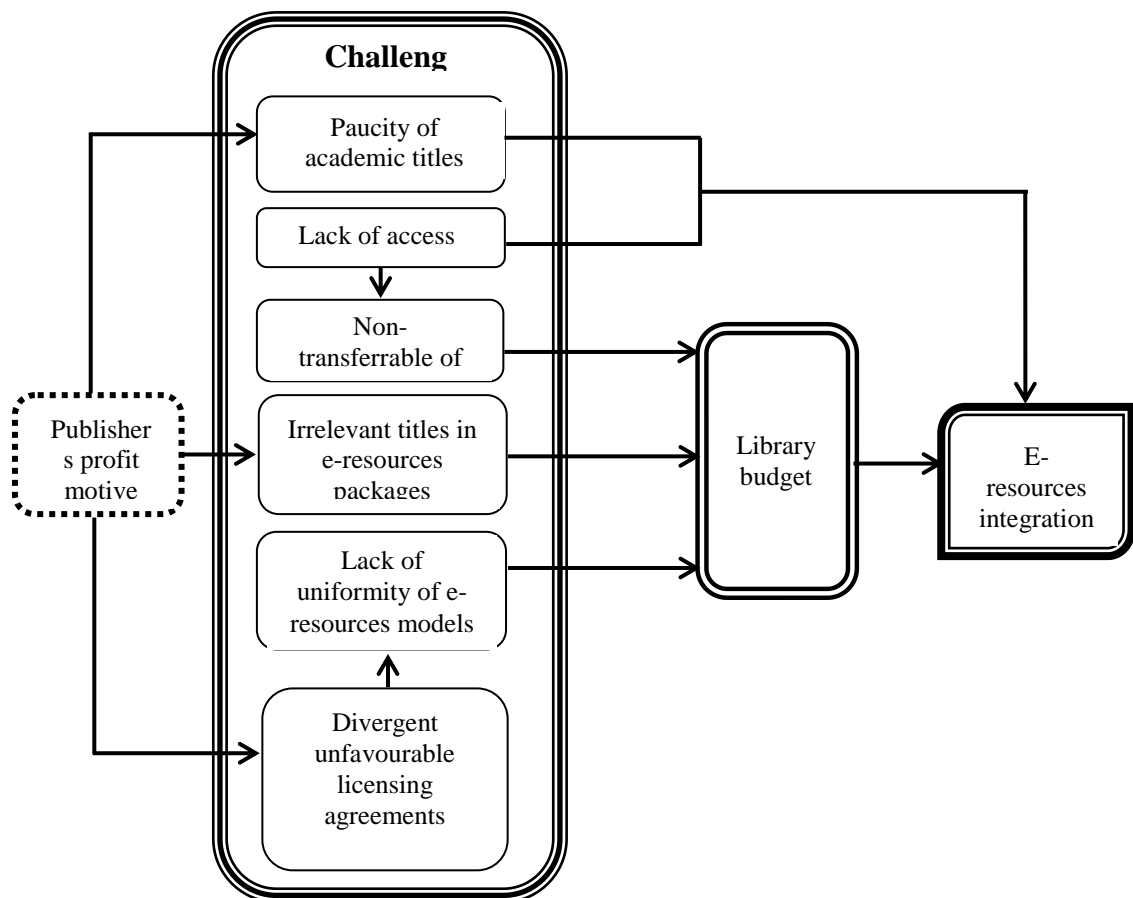 Challeng
Paucity of
academic titles
Lack of access
Non-
transferrable of
Publisher
s profit
motive
Irrelevant titles in
e-resources
packages
Lack of
uniformity of e-
resources models
Divergent
unfavourable
licensing
agreements
Library
budget
E-
resources
integration